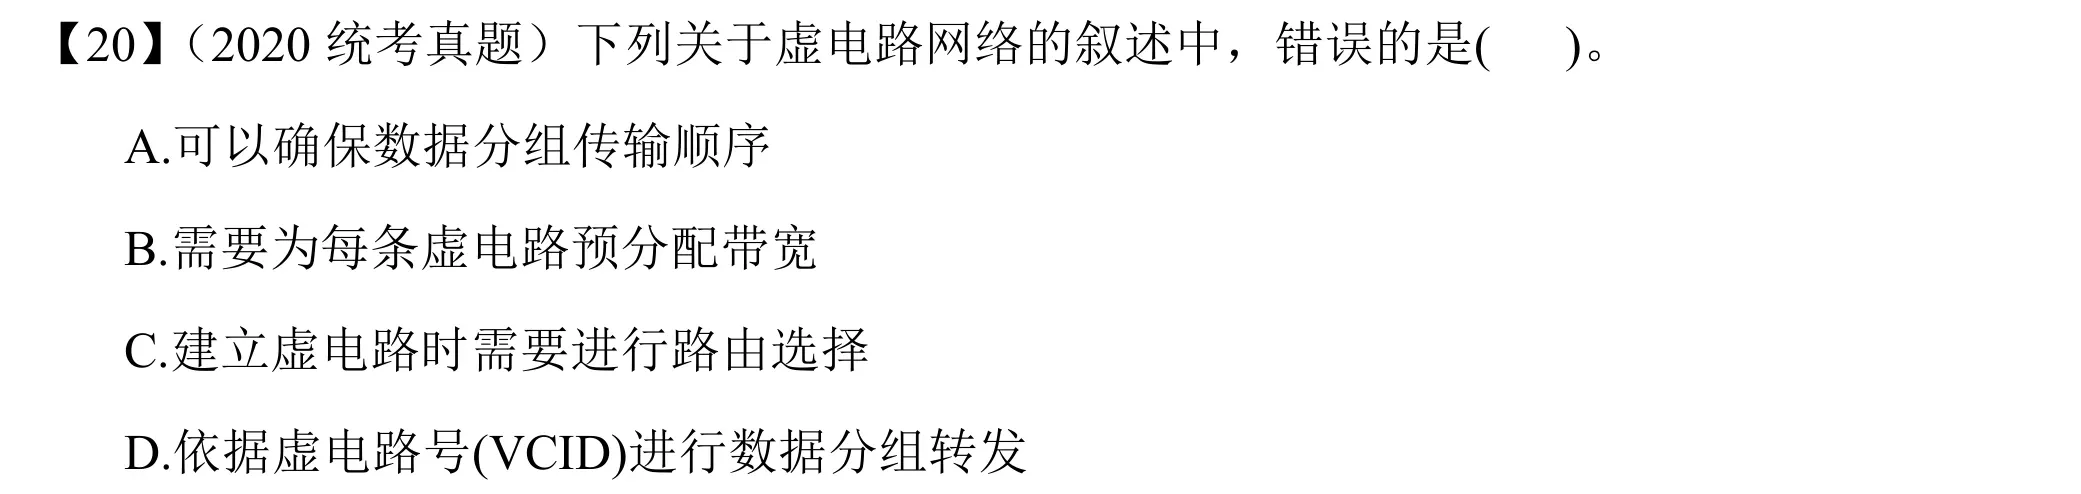 【20】（2020 统考真题）下列关于虚电路网络的叙述中，错误的是(     )。
A.可以确保数据分组传输顺序
B.需要为每条虚电路预分配带宽
C.建立虚电路时需要进行路由选择
D.依据虚电路号(VCID)进行数据分组转发